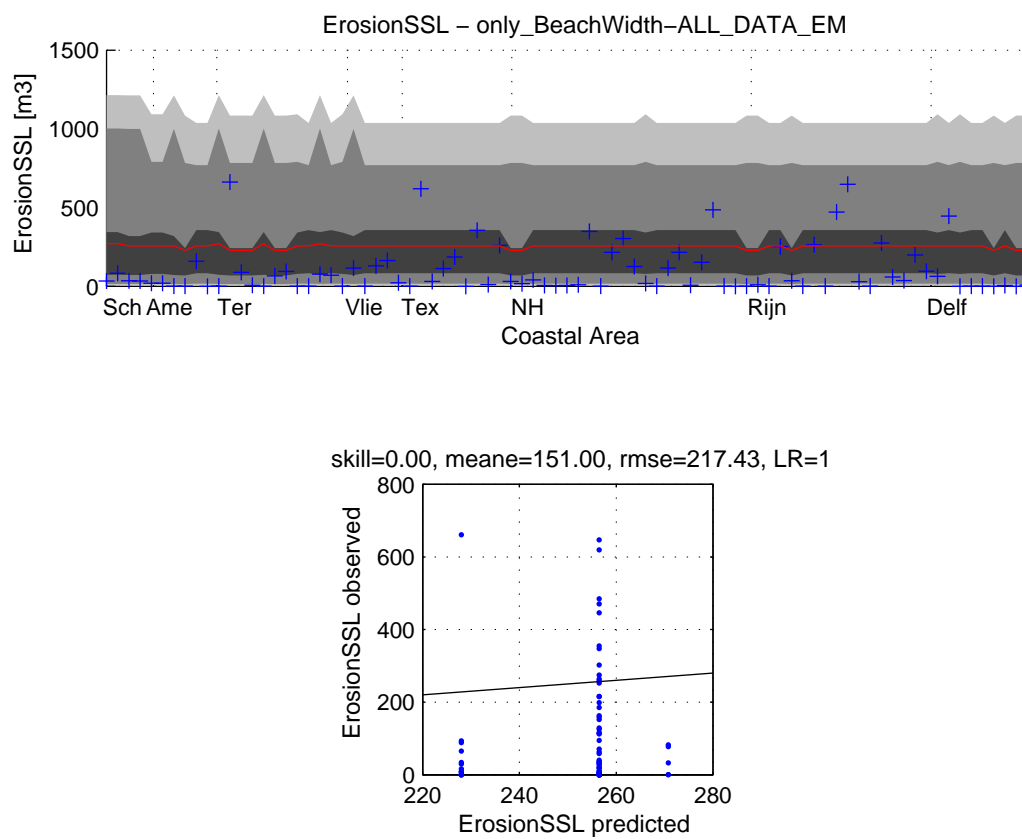 ErosionSSL − only_BeachWidth−ALL_DATA_EM
ErosionSSL [m3]
1500
1000
500
0
Sch Ame Ter Vlie Tex NH Rijn Delf
Coastal Area
skill=0.00, meane=151.00, rmse=217.43, LR=1
ErosionSSL observed
800
600
400
200
0
220 240 260 280
ErosionSSL predicted